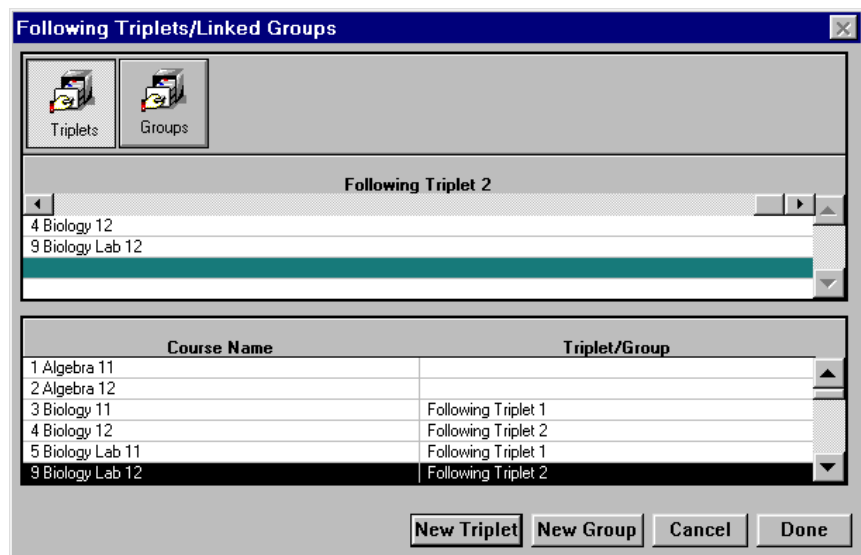 Following Triplets/Linked Groups
Triplets Groups
Following Triplet 2
4 Biology 12
9 Biology Lab 12
Course Name Triplet/Group
1 Algebra 11
2 Algebra 12
3 Biology 11 Following Triplet 1
4 Biology 12 Following Triplet 2
5 Biology Lab 11 Following Triplet 1
9 Biology Lab 12 Following Triplet 2
New Triplet New Group Cancel Done